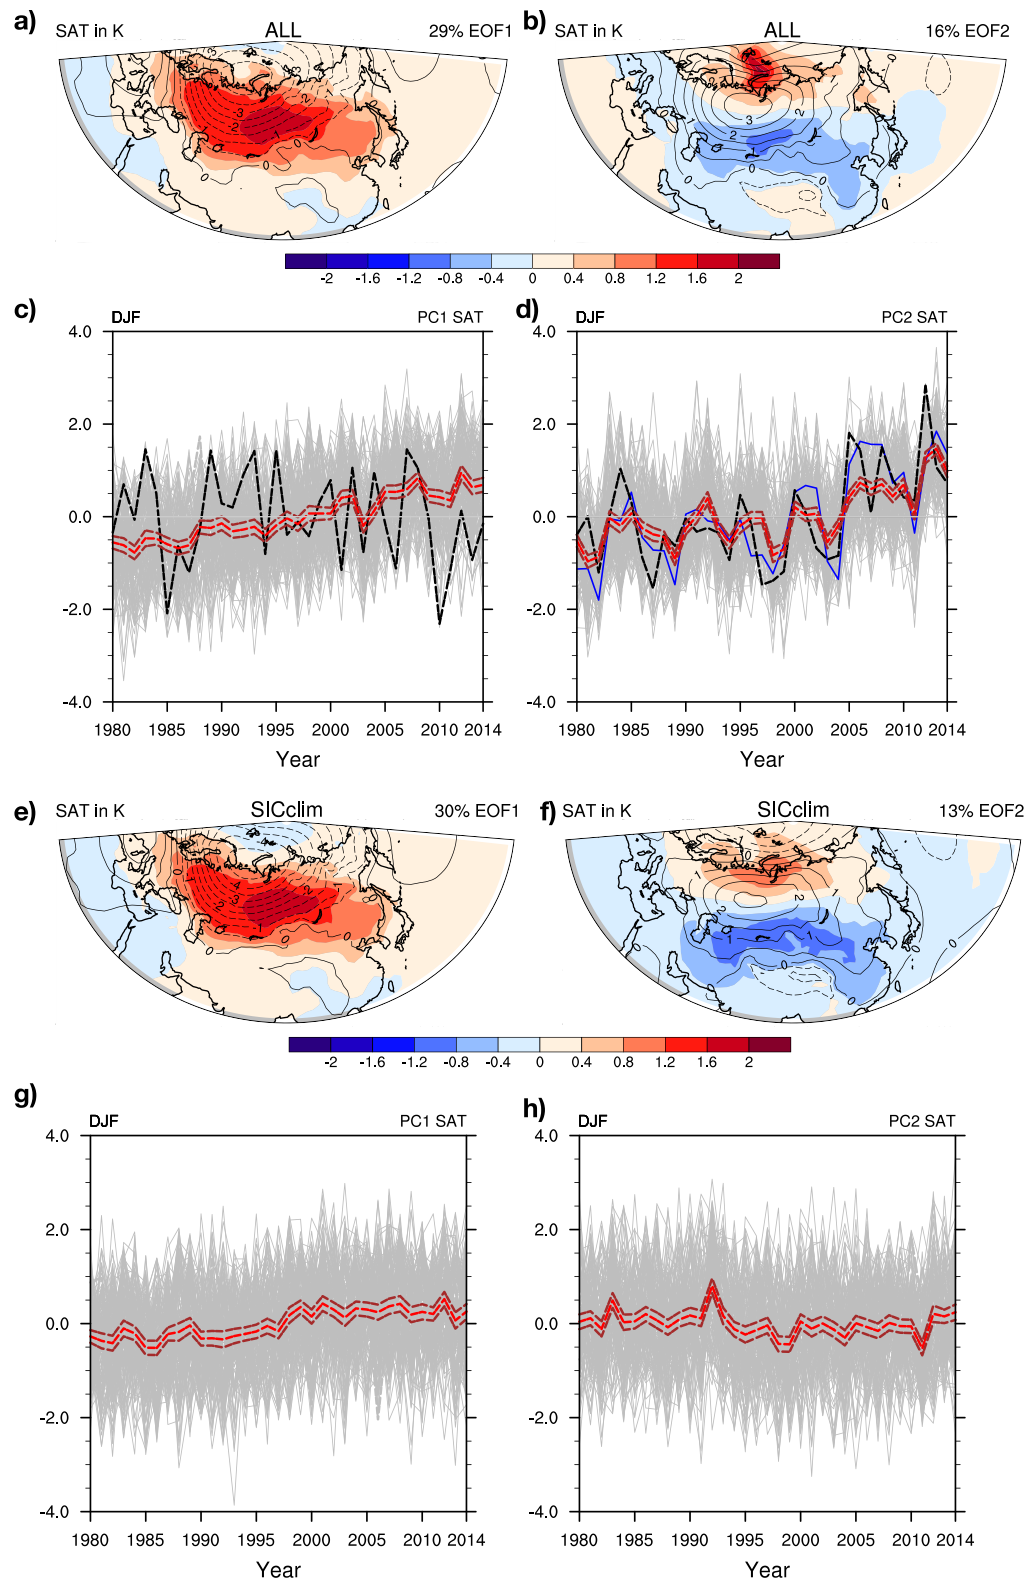 a) SAT in K ALL 29% EOF1
b) SAT in K ALL 16% EOF2
-2 -1.6 -1.2 -0.8 -0.4 0 0.4 0.8 1.2 1.6 2
c) DJF PC1 SAT
4.0
2.0
0.0
-2.0
-4.0
1980 1985 1990 1995 2000 2005 2010 2014
Year
d) DJF PC2 SAT
4.0
2.0
0.0
-2.0
-4.0
1980 1985 1990 1995 2000 2005 2010 2014
Year
e) SAT in K SICclim 30% EOF1
f) SAT in K SICclim 13% EOF2
-2 -1.6 -1.2 -0.8 -0.4 0 0.4 0.8 1.2 1.6 2
g) DJF PC1 SAT
4.0
2.0
0.0
-2.0
-4.0
1980 1985 1990 1995 2000 2005 2010 2014
Year
h) DJF PC2 SAT
4.0
2.0
0.0
-2.0
-4.0
1980 1985 1990 1995 2000 2005 2010 2014
Year